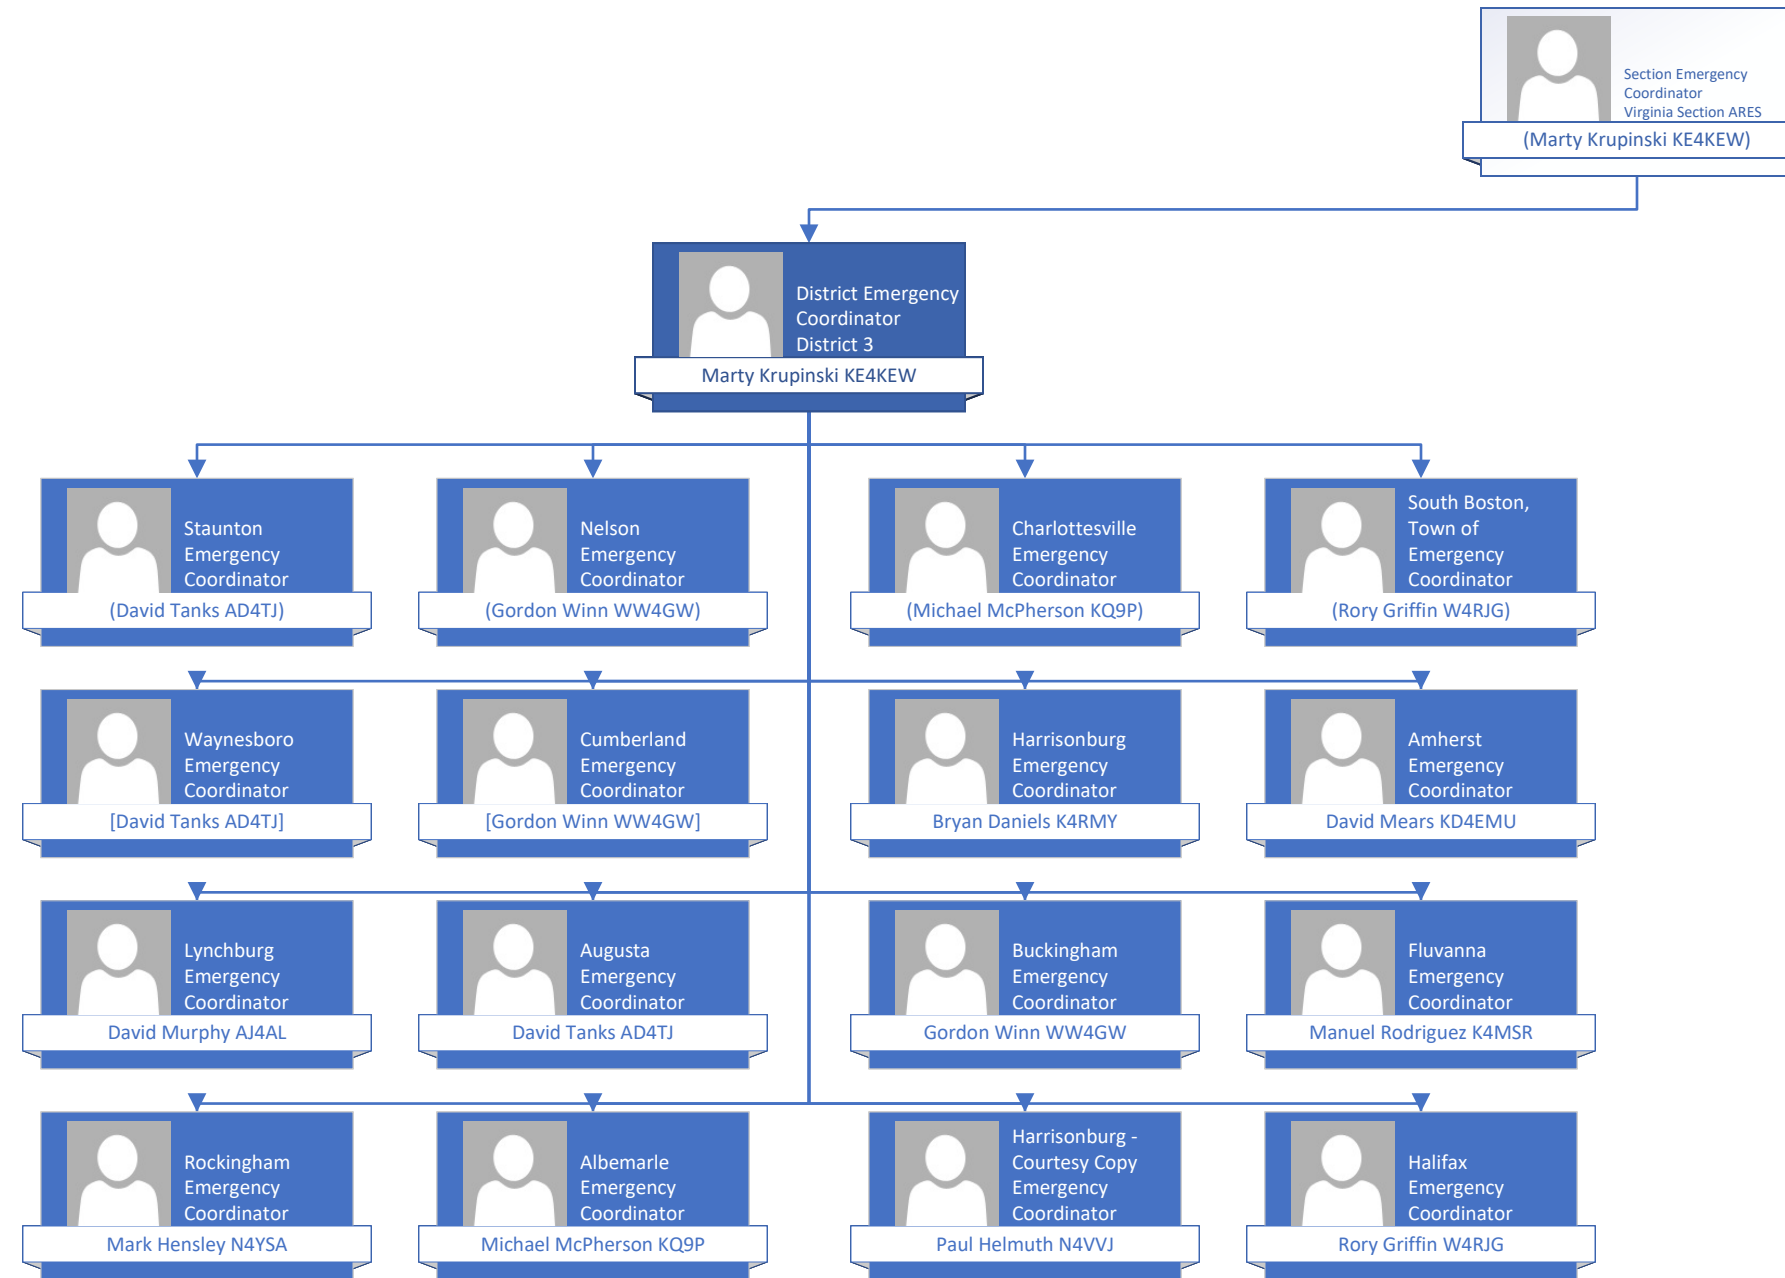 Section Emergency
Coordinator
Virginia Section ARES
(Marty Krupinski KE4KEW)
District Emergency
Coordinator
District 3
Marty Krupinski KE4KEW
Staunton
Emergency
Coordinator
(David Tanks AD4TJ)
Nelson
Emergency
Coordinator
(Gordon Winn WW4GW)
Charlottesville
Emergency
Coordinator
(Michael McPherson KQ9P)
South Boston,
Town of
Emergency
Coordinator
(Rory Griffin W4RJG)
Waynesboro
Emergency
Coordinator
[David Tanks AD4TJ]
Cumberland
Emergency
Coordinator
[Gordon Winn WW4GW]
Harrisonburg
Emergency
Coordinator
Bryan Daniels K4RMY
Amherst
Emergency
Coordinator
David Mears KD4EMU
Lynchburg
Emergency
Coordinator
David Murphy AJ4AL
Augusta
Emergency
Coordinator
David Tanks AD4TJ
Buckingham
Emergency
Coordinator
Gordon Winn WW4GW
Fluvanna
Emergency
Coordinator
Manuel Rodriguez K4MSR
Rockingham
Emergency
Coordinator
Mark Hensley N4YSA
Albemarle
Emergency
Coordinator
Michael McPherson KQ9P
Harrisonburg -
Courtesy Copy
Emergency
Coordinator
Paul Helmuth N4VVJ
Halifax
Emergency
Coordinator
Rory Griffin W4RJG